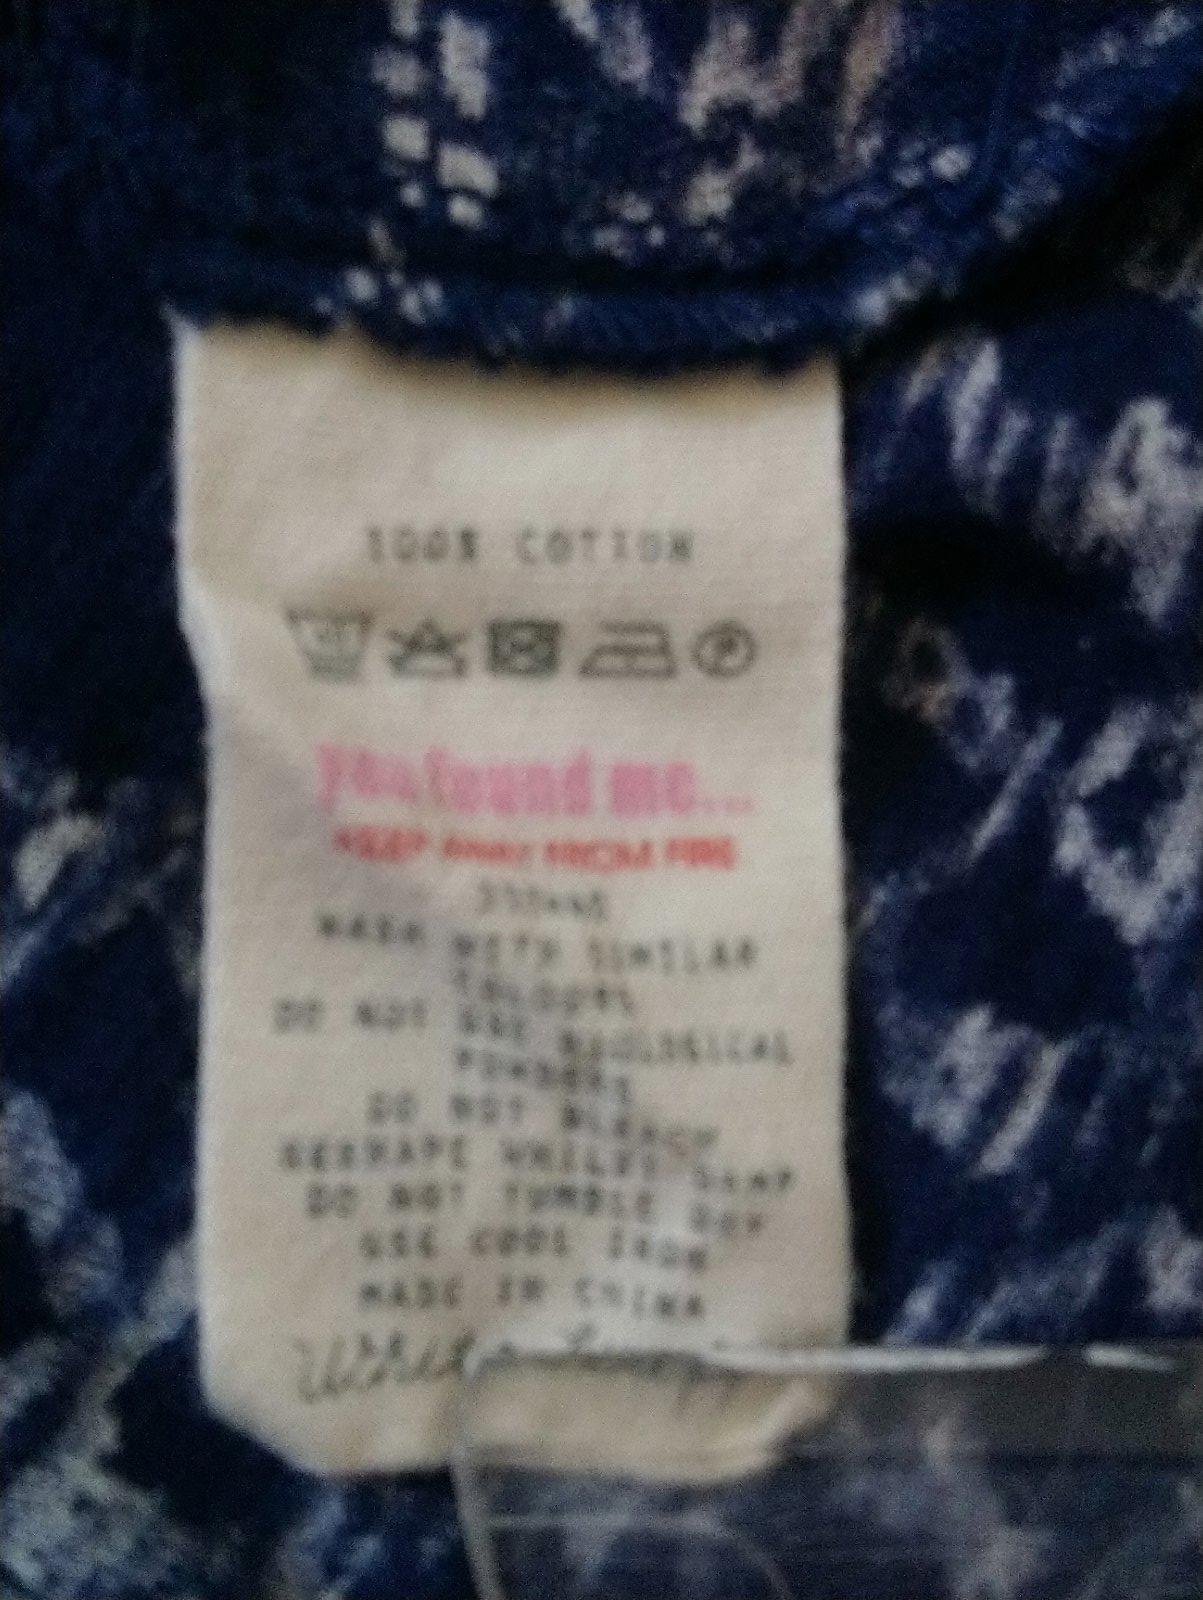 100% COTTON
you found me...
KEEP AWAY FROM FIRE
WASH WITH SIMILAR
COLOURS
DO NOT USE BIOLOGICAL
POWDERS
DO NOT BLEACH
RESHAPE WHILST DAMP
DO NOT TUMBLE DRY
USE COOL IRON
MADE IN CHINA
White